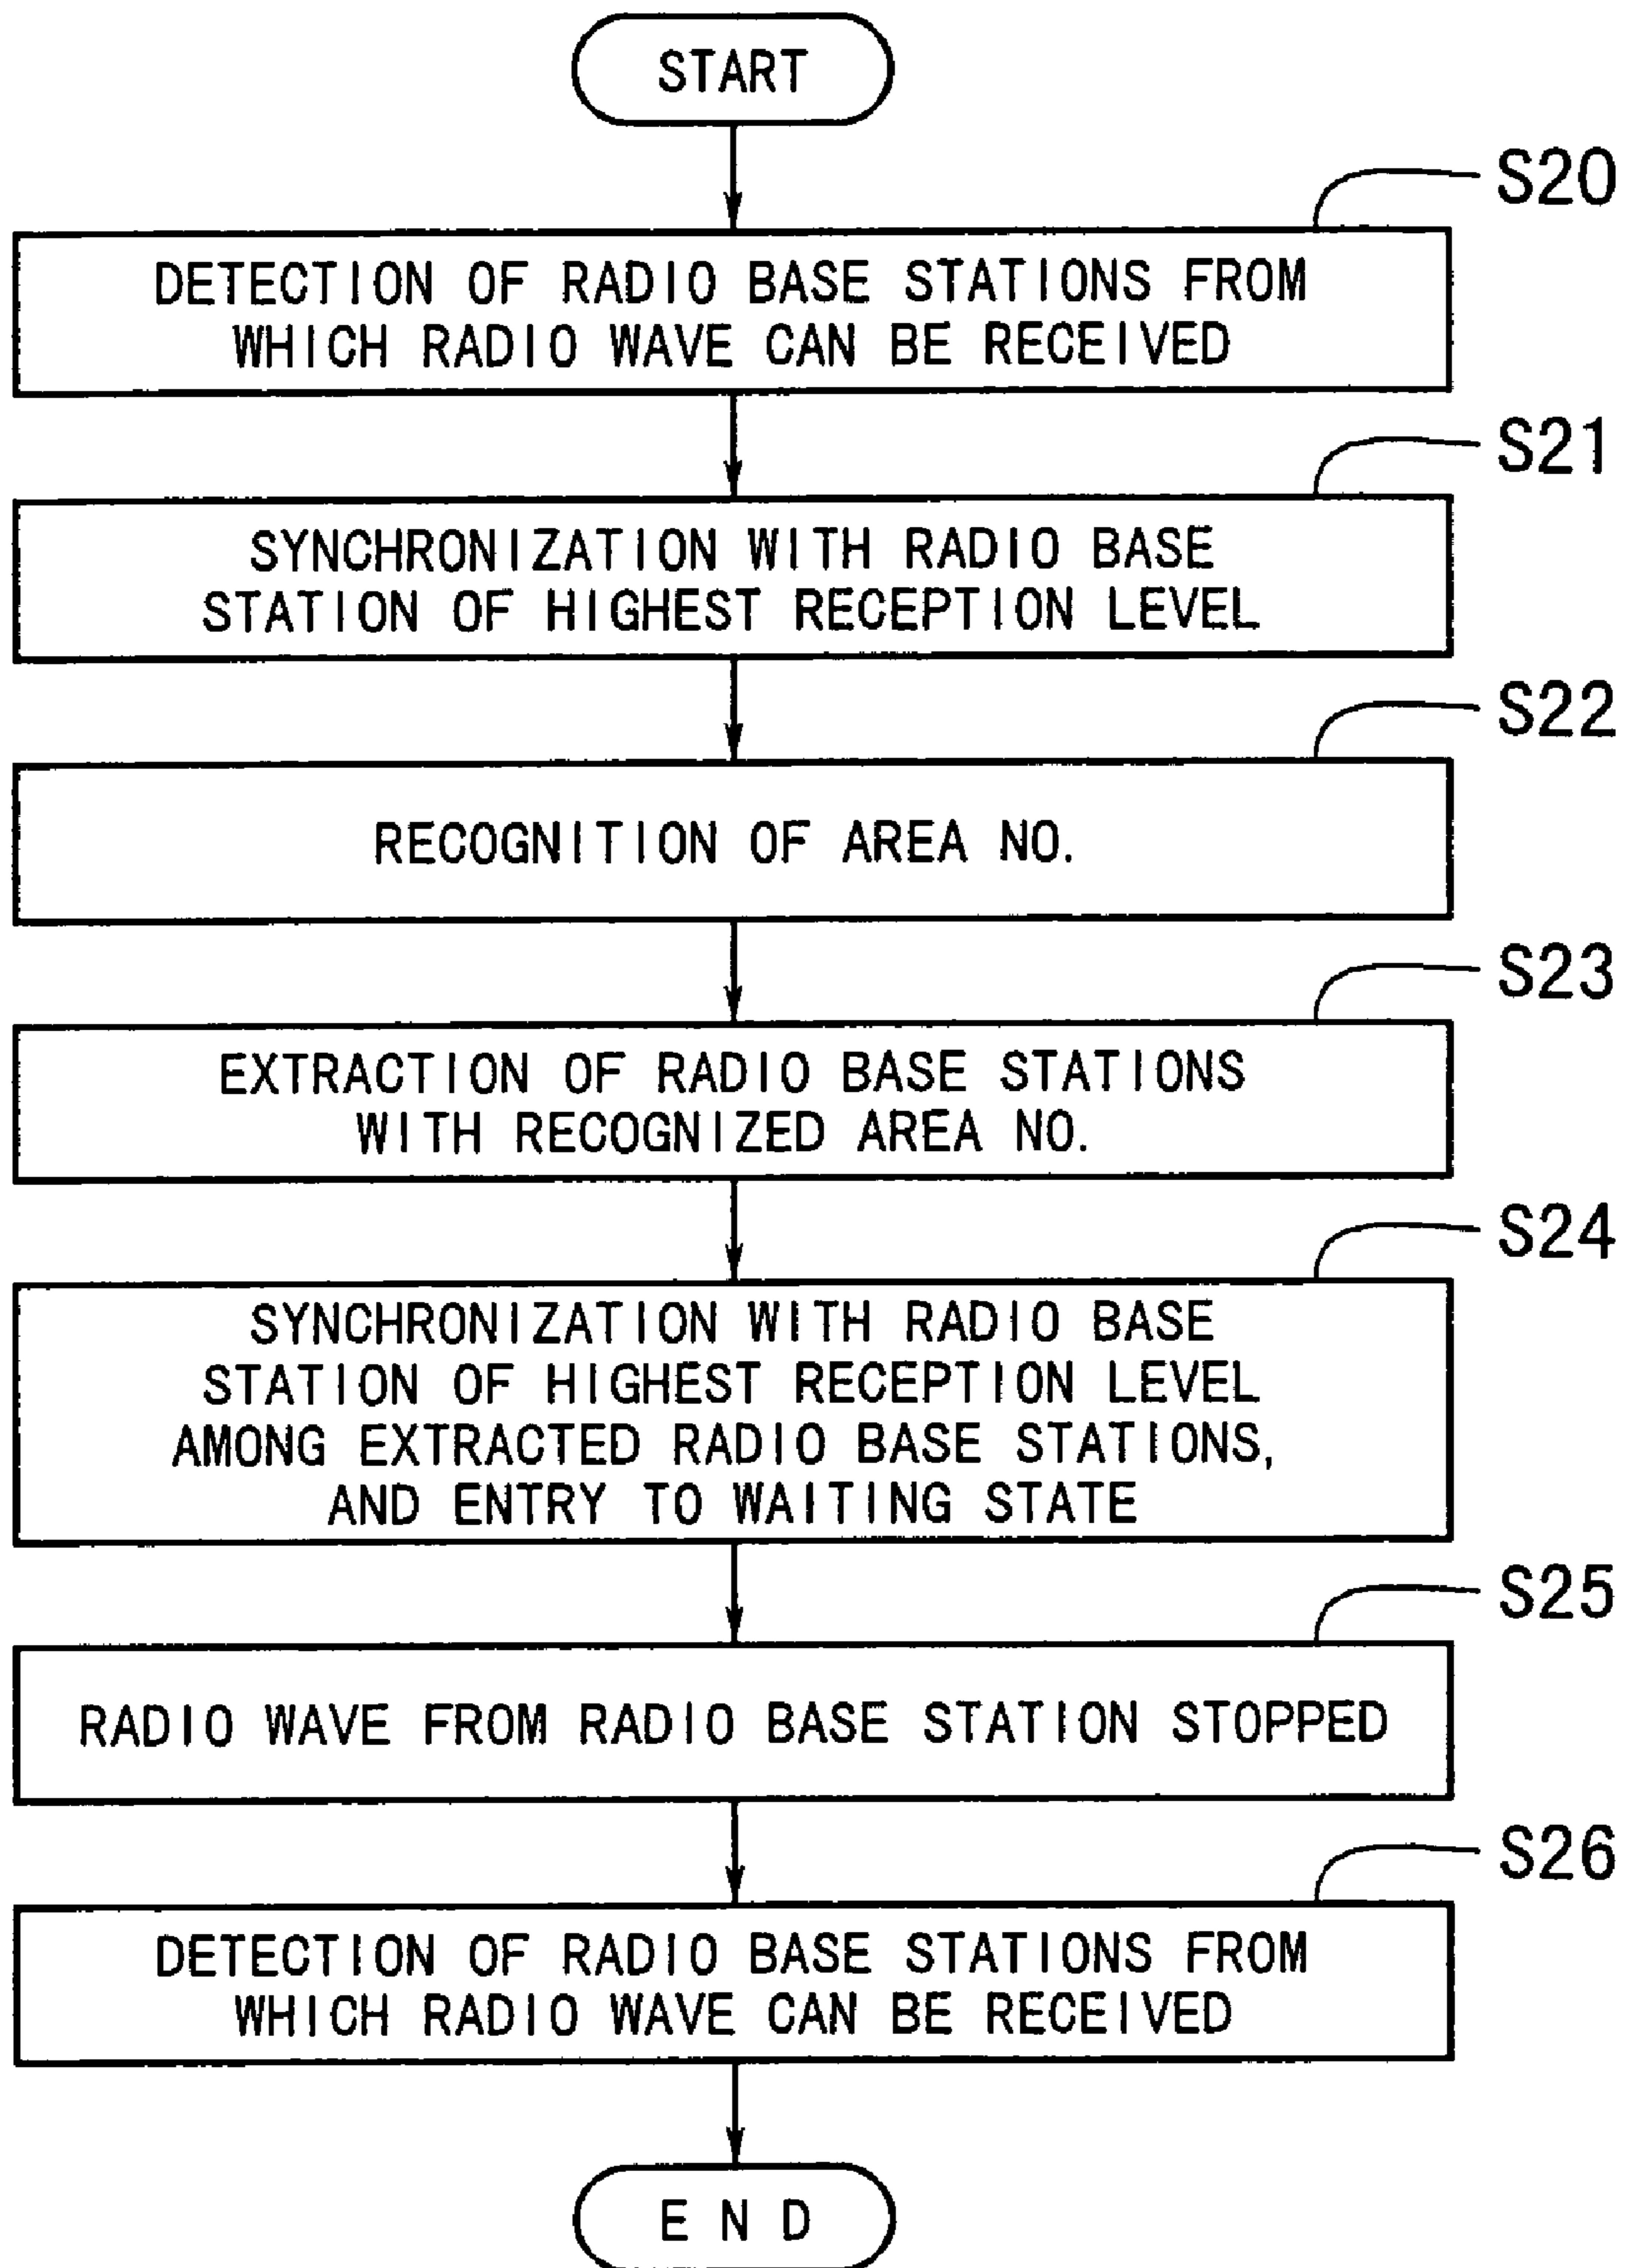 START
S20
DETECTION OF RADIO BASE STATIONS FROM
WHICH RADIO WAVE CAN BE RECEIVED
S21
SYNCHRONIZATION WITH RADIO BASE
STATION OF HIGHEST RECEPTION LEVEL
S22
RECOGNITION OF AREA NO.
S23
EXTRACTION OF RADIO BASE STATIONS
WITH RECOGNIZED AREA NO.
S24
SYNCHRONIZATION WITH RADIO BASE
STATION OF HIGHEST RECEPTION LEVEL
AMONG EXTRACTED RADIO BASE STATIONS,
AND ENTRY TO WAITING STATE
S25
RADIO WAVE FROM RADIO BASE STATION STOPPED
S26
DETECTION OF RADIO BASE STATIONS FROM
WHICH RADIO WAVE CAN BE RECEIVED
END